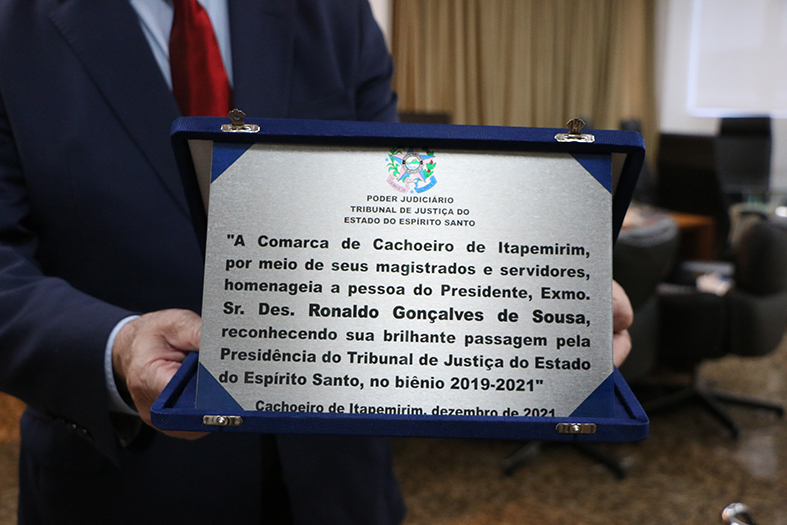 PODER JUDICIÁRIO
TRIBUNAL DE JUSTIÇA DO
ESTADO DO ESPÍRITO SANTO
"A Comarca de Cachoeiro de Itapemirim,
por meio de seus magistrados e servidores,
homenageia a pessoa do Presidente, Exmo.
Sr. Des. Ronaldo Gonçalves de Sousa,
reconhecendo sua brilhante passagem pela
Presidência do Tribunal de Justiça do Estado
do Espírito Santo, no biênio 2019-2021"
Cachoeiro de Itapemirim, dezembro de 2021